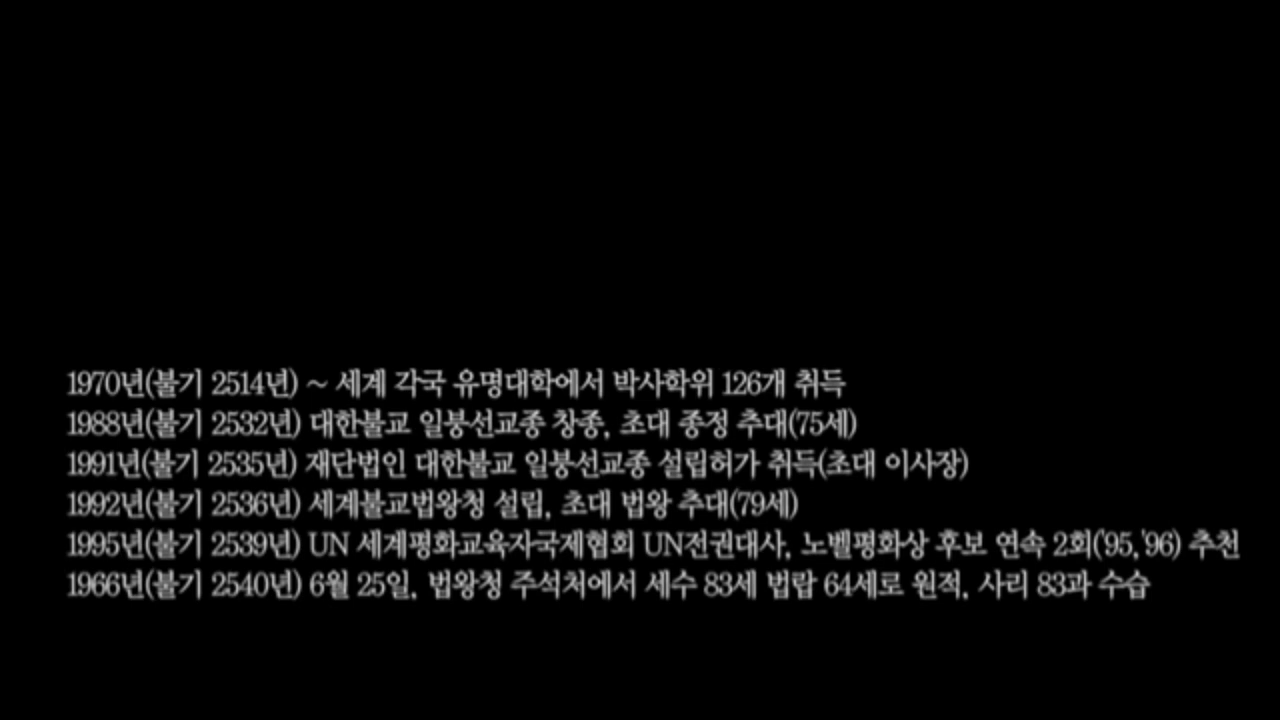 1970년(불기 2514년) ~ 세계 각국 유명대학에서 박사학위 126개 취득
1988년(불기 2532년) 대한불교 일붕선교종 창종, 초대 종정 추대(75세)
1991년(불기 2535년) 재단법인 대한불교 일붕선교종 설립허가 취득(초대 이사장)
1992년(불기 2536년) 세계불교법왕청 설립, 초대 법왕 추대(79세)
1995년(불기 2539년) UN 세계평화교육자국제협회 UN전권대사, 노벨평화상 후보 연속 2회('95,'96) 추천
1966년(불기 2540년) 6월 25일, 법왕청 주석처에서 세수 83세 법랍 64세로 원적, 사리 83과 수습